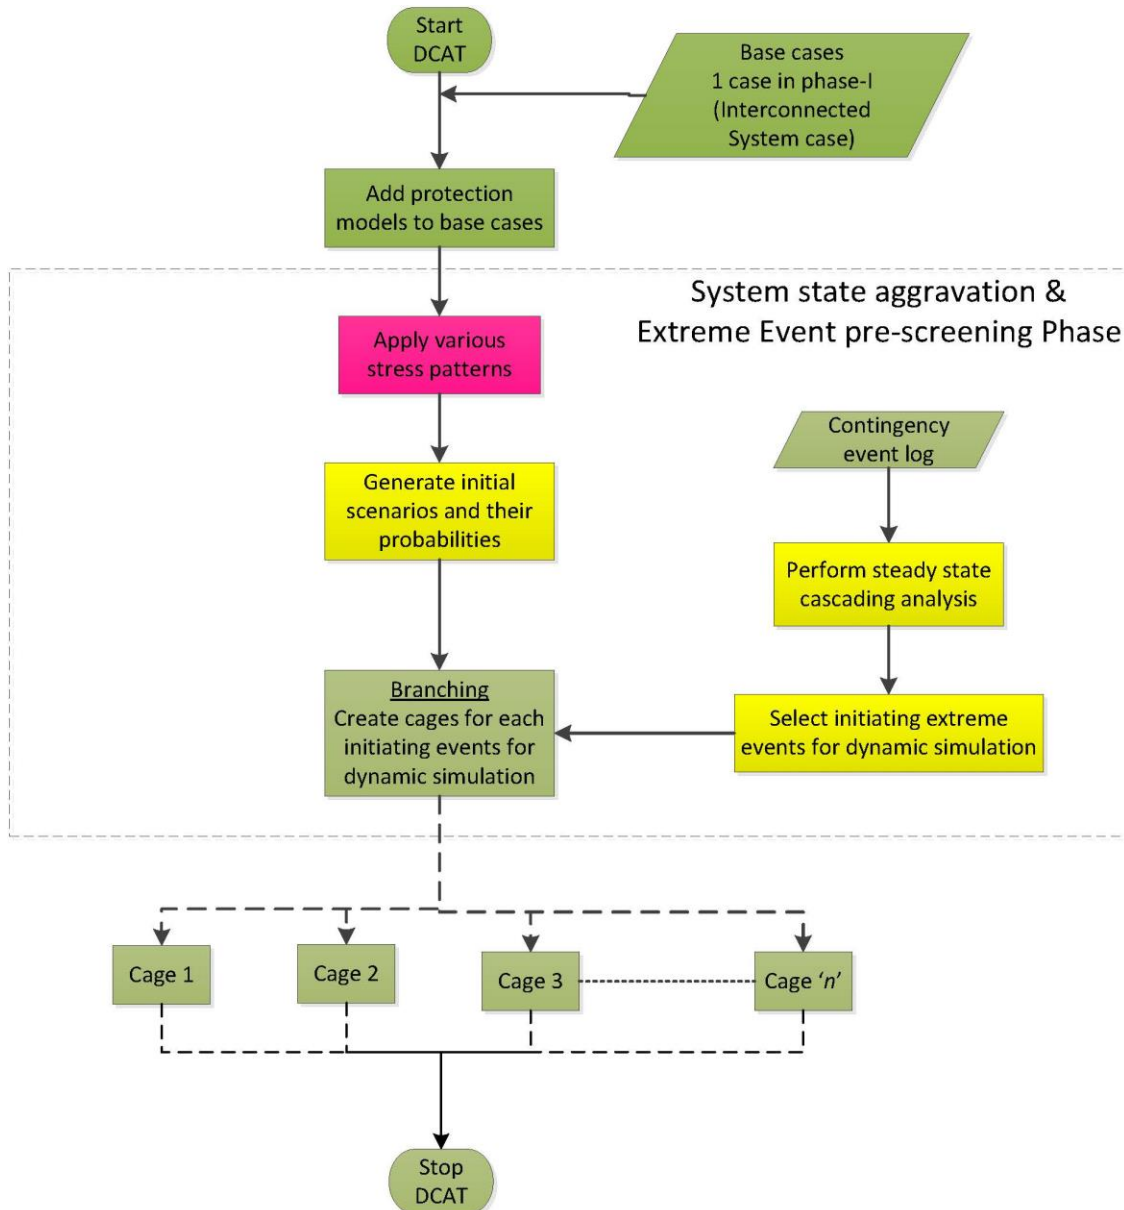 Start
DCAT
Base cases
1 case in phase-I
(Interconnected
System case)
Add protection
models to base cases
System state aggravation &
Extreme Event pre-screening Phase
Apply various
stress patterns
Contingency
event log
Generate initial
scenarios and their
probabilities
Perform steady state
cascading analysis
Branching
Create cages for each
initiating events for
dynamic simulation
Select initiating extreme
events for dynamic simulation
Cage 1
Cage 2
Cage 3
Cage ‘n’
Stop
DCAT